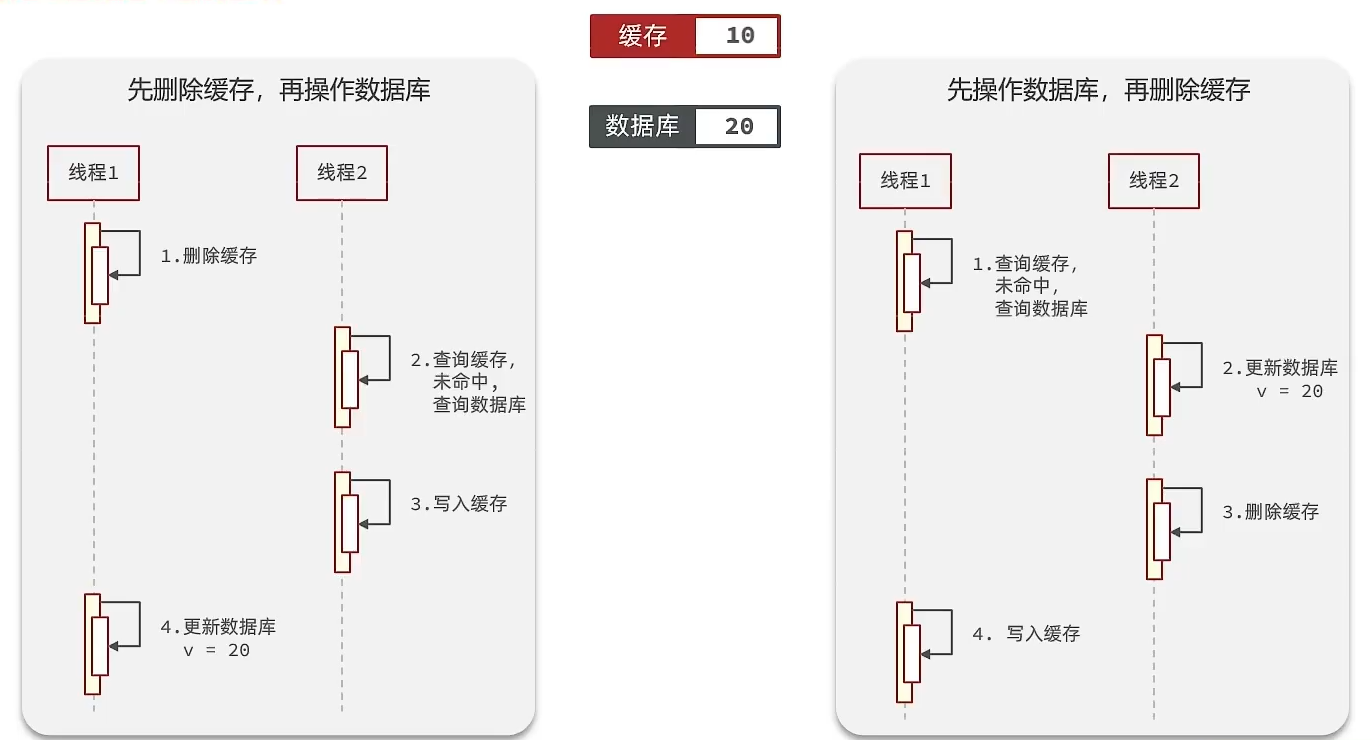 缓存 10
数据库 20
先删除缓存，再操作数据库
线程1
线程2
1.删除缓存
2.查询缓存，
未命中，
查询数据库
3.写入缓存
4.更新数据库
v = 20
先操作数据库，再删除缓存
线程1
线程2
1.查询缓存，
未命中，
查询数据库
2.更新数据库
v = 20
3.删除缓存
4. 写入缓存